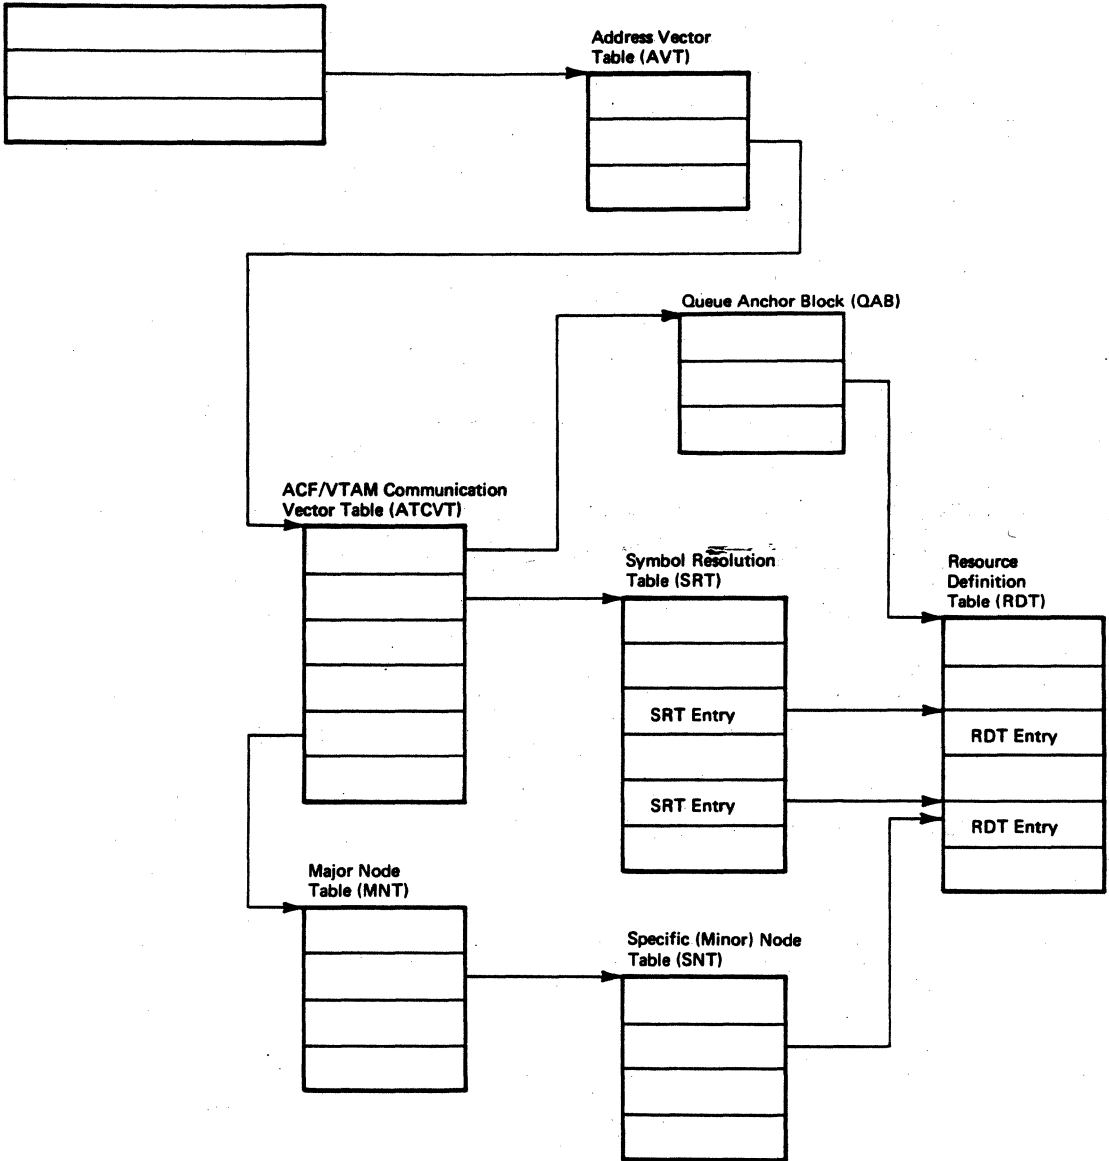 Address Vector
Table (AVT)
Queue Anchor Block (QAB)
ACF/VTAM Communication
Vector Table (ATCVT)
Symbol Resolution
Table (SRT)
Resource
Definition
Table (RDT)
SRT Entry
RDT Entry
SRT Entry
RDT Entry
Major Node
Table (MNT)
Specific (Minor) Node
Table (SNT)